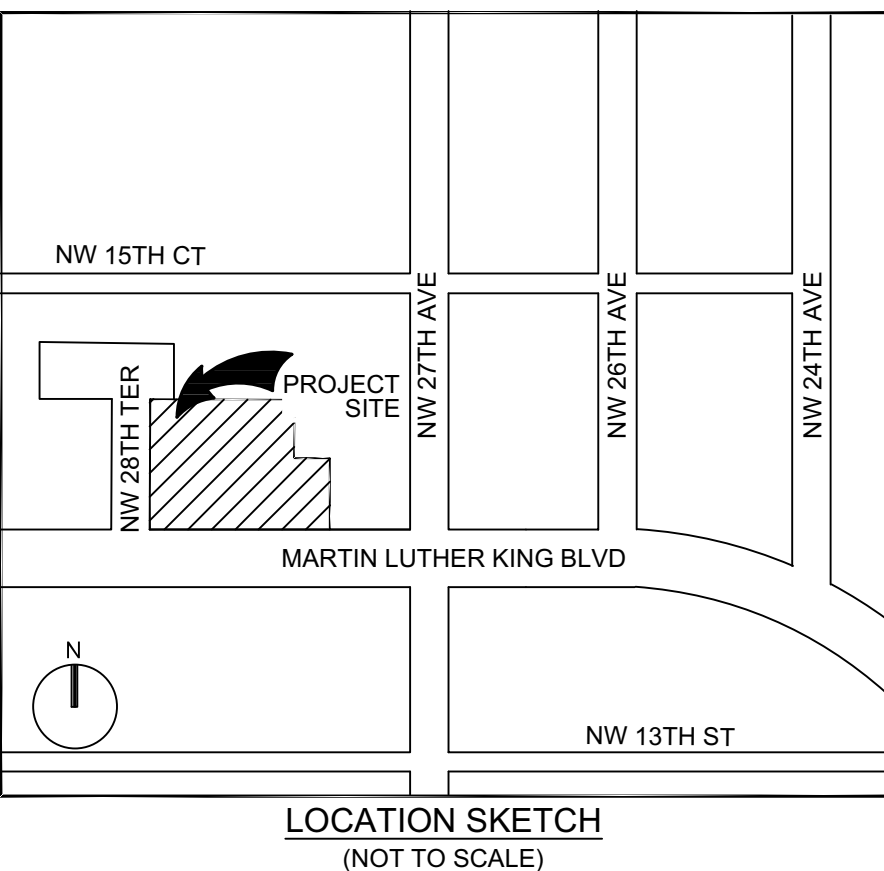 NW 15TH CT
NW 27TH AVE
NW 26TH AVE
NW 24TH AVE
NW 28TH TER
PROJECT
SITE
MARTIN LUTHER KING BLVD
N
NW 13TH ST
LOCATION SKETCH
(NOT TO SCALE)